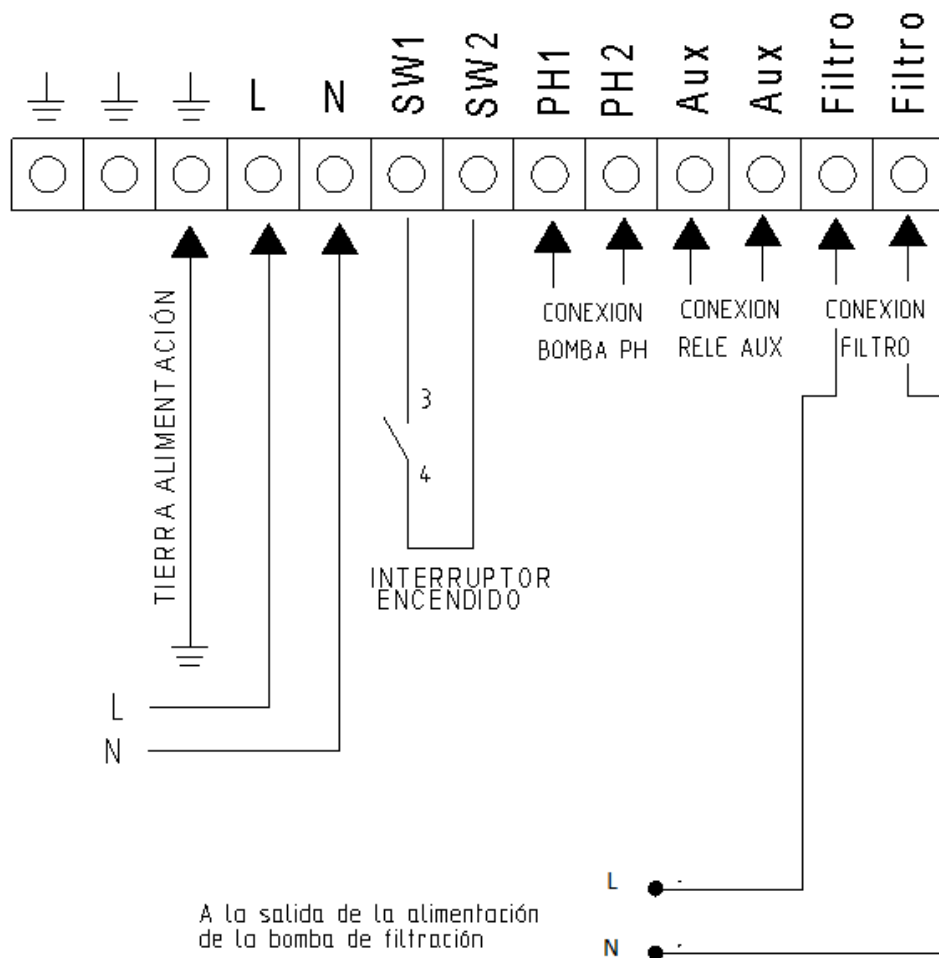 L N SW1 SW2 PH1 PH2 Aux Aux Filtro Filtro
TIERRA ALIMENTACIÓN
CONEXION
BOMBA PH
CONEXION
RELE AUX
CONEXION
FILTRO
3
4
INTERRUPTOR
ENCENDIDO
L
N
A la salida de la alimentación
de la bomba de filtración
L
N